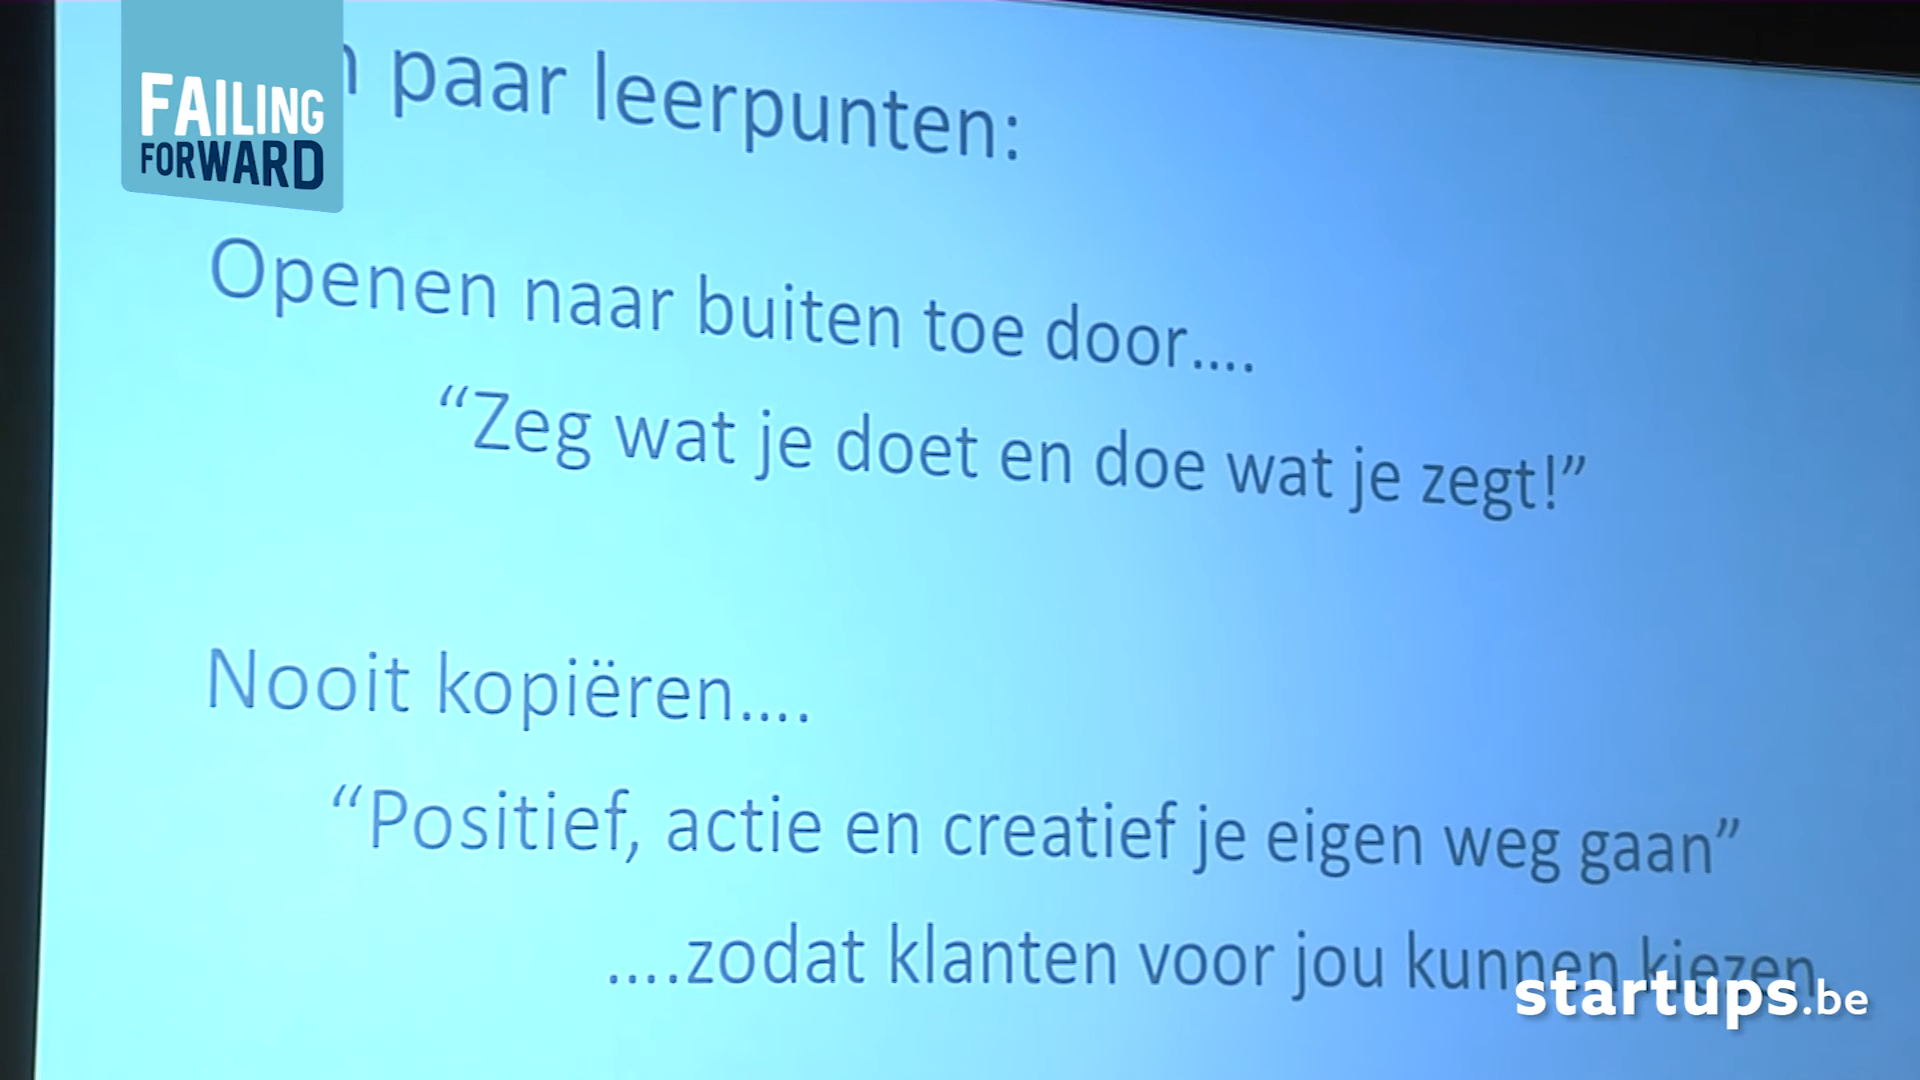 FAILING
FORWARD
paar leerpunten:
Openen naar buiten toe door....
“Zeg wat je doet en doe wat je zegt!”
Nooit kopiëren....
“Positief, actie en creatief je eigen weg gaan”
....zodat klanten voor jou kunnen kiezen
startups.be